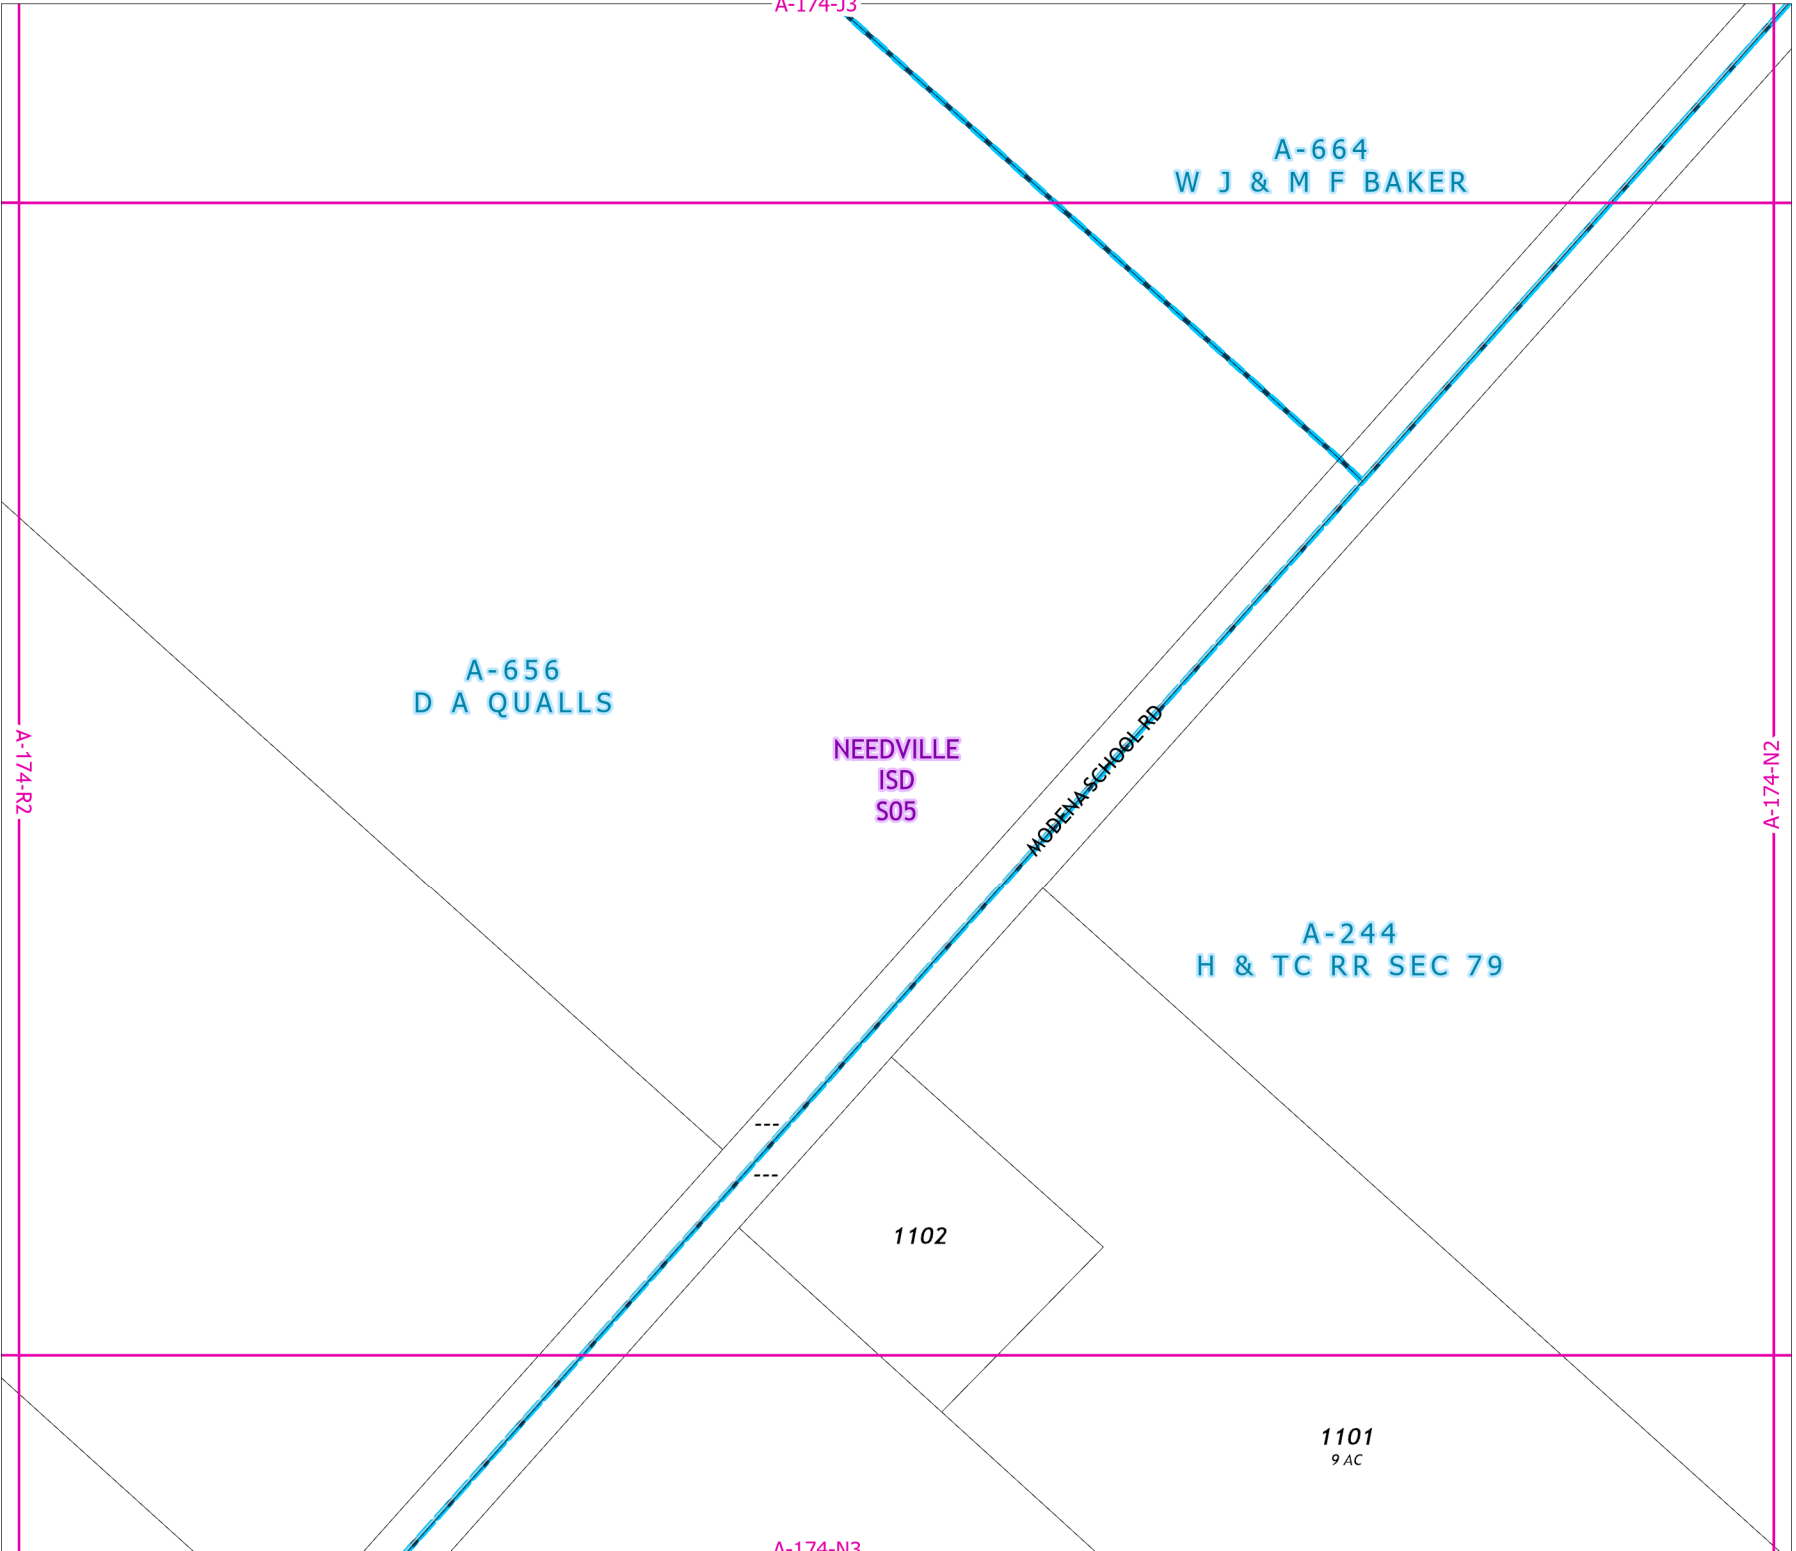 A-174-J3
A-664
W J & M F BAKER
A-656
D A QUALLS
NEEDVILLE
ISD
S05
MODENA SCHOOL RD
A-174-R2
A-174-N2
A-244
H & TC RR SEC 79
1102
1101
9 AC
A-174-N3